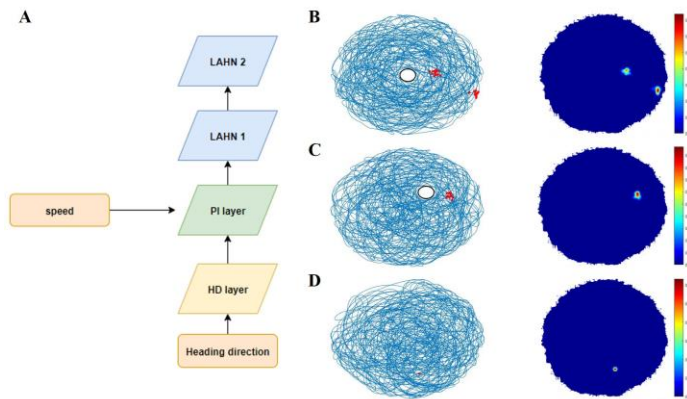 A
B
LAHN 2
LAHN 1
C
speed
PI layer
HD layer
D
Heading direction